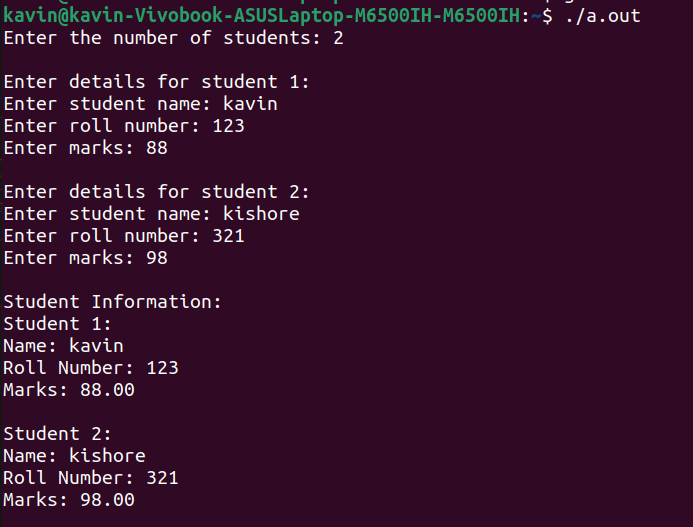 kavin@kavin-Vivobook-ASUSLaptop-M6500IH-M6500IH:~$ ./a.out
Enter the number of students: 2
Enter details for student 1:
Enter student name: kavin
Enter roll number: 123
Enter marks: 88
Enter details for student 2:
Enter student name: kishore
Enter roll number: 321
Enter marks: 98
Student Information:
Student 1:
Name: kavin
Roll Number: 123
Marks: 88.00
Student 2:
Name: kishore
Roll Number: 321
Marks: 98.00